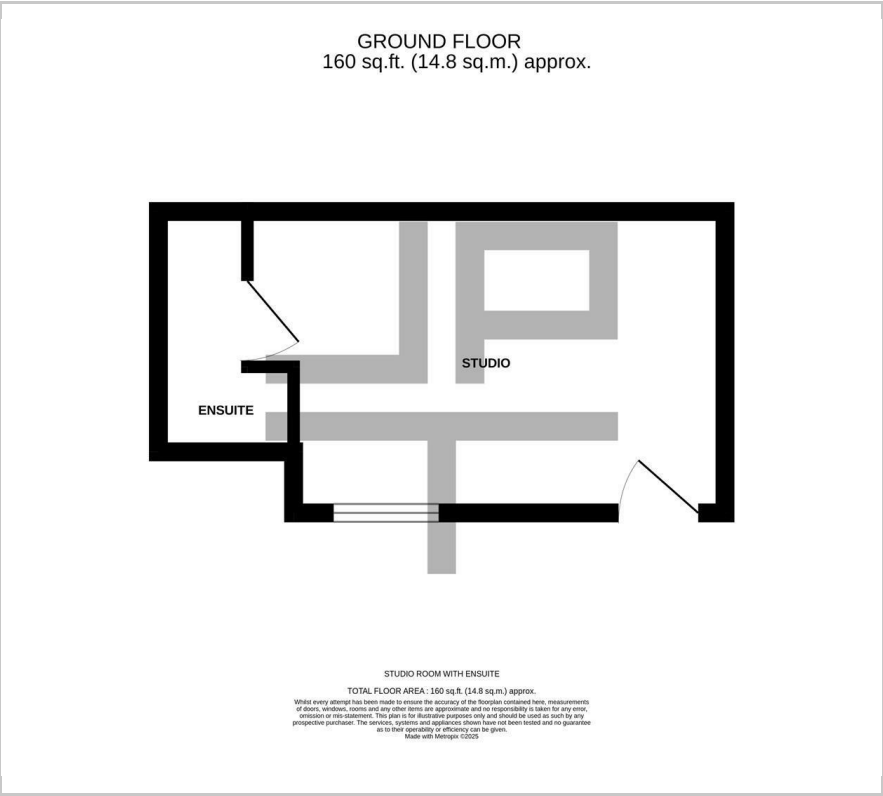 GROUND FLOOR
160 sq.ft. (14.8 sq.m.) approx.
STUDIO
ENSUITE
STUDIO ROOM WITH ENSUITE
TOTAL FLOOR AREA : 160 sq.ft. (14.8 sq.m.) approx.
Whilst every attempt has been made to ensure the accuracy of the floorplan contained here, measurements
of doors, windows, rooms and any other items are approximate and no responsibility is taken for any error,
omission or mis-statement. This plan is for illustrative purposes only and should be used as such by any
prospective purchaser. The services, systems and appliances shown have not been tested and no guarantee
as to their operability or efficiency can be given.
Made with Metropix ©2025